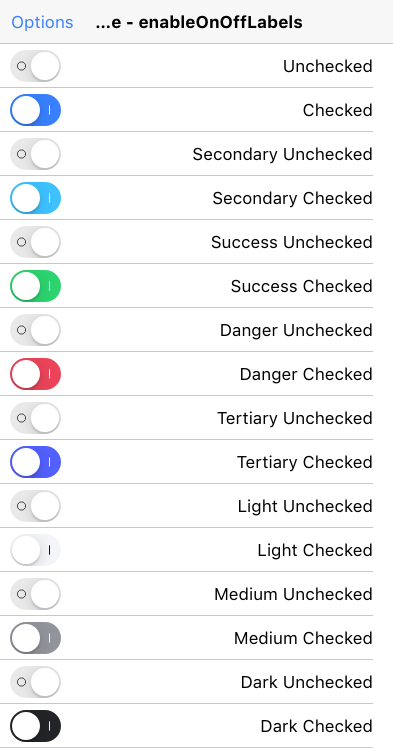 Options ...e - enableOnOffLabels
Unchecked
Checked
Secondary Unchecked
Secondary Checked
Success Unchecked
Success Checked
Danger Unchecked
Danger Checked
Tertiary Unchecked
Tertiary Checked
Light Unchecked
Light Checked
Medium Unchecked
Medium Checked
Dark Unchecked
Dark Checked